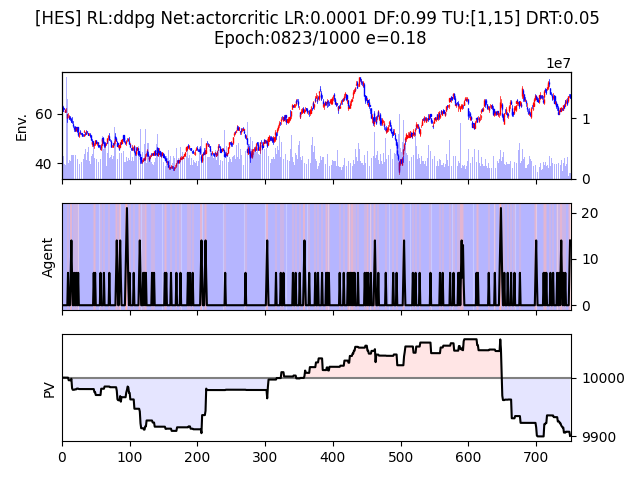 [HES] RL:ddpg Net:actorcritic LR:0.0001 DF:0.99 TU:[1,15] DRT:0.05
Epoch:0823/1000 e=0.18
1e7
Env.
60
40
1
0
Agent
20
10
0
PV
10000
9900
0 100 200 300 400 500 600 700